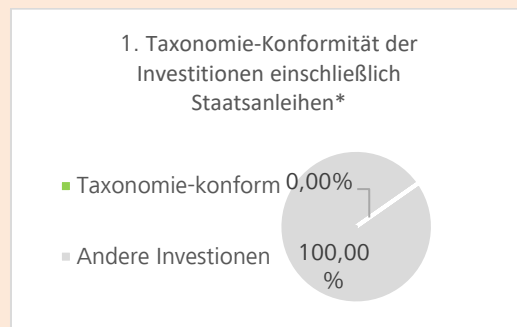 1. Taxonomie-Konformität der
Investitionen einschließlich
Staatsanleihen*
Taxonomie-konform
0,00%
Andere Investionen
100,00
%